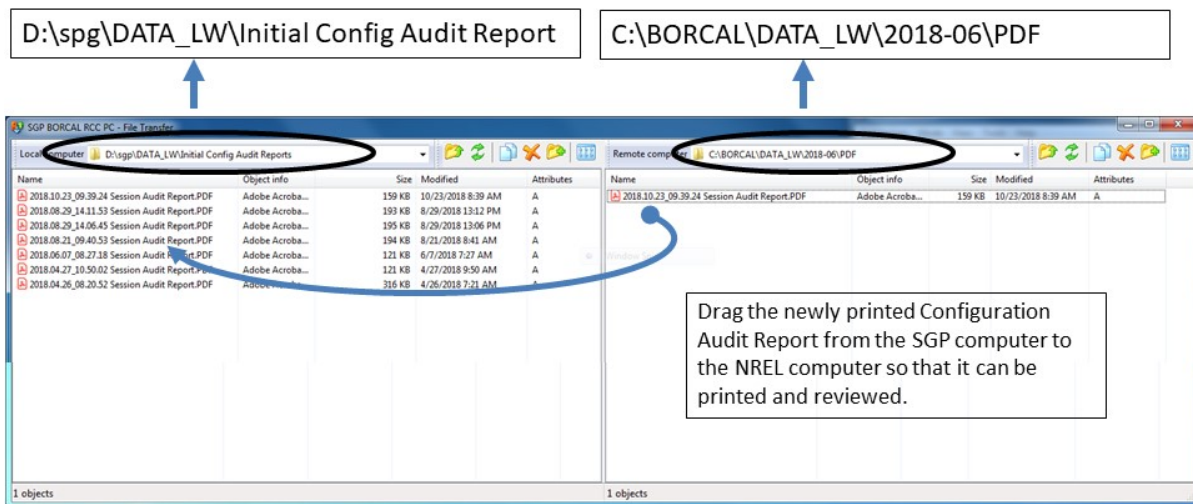 D:\spg\DATA_LW\Initial Config Audit Report
C:\BORCAL\DATA_LW\2018-06\PDF
SGP BORCAL RCC PC - File Transfer
Local computer D:\sgp\DATA_LW\Initial Config Audit Reports
Remote computer C:\BORCAL\DATA_LW\2018-06\PDF
Name Object info Size Modified Attributes
2018.10.23_09.39.24 Session Audit Report.PDF Adobe Acroba... 159 KB 10/23/2018 8:39 AM A
2018.08.29_14.11.53 Session Audit Report.PDF Adobe Acroba... 193 KB 8/29/2018 13:12 PM A
2018.08.29_14.06.45 Session Audit Report.PDF Adobe Acroba... 195 KB 8/29/2018 13:06 PM A
2018.08.21_09.40.53 Session Audit Report.PDF Adobe Acroba... 194 KB 8/21/2018 8:41 AM A
2018.06.07_08.27.18 Session Audit Report.PDF Adobe Acroba... 121 KB 6/7/2018 7:27 AM A
2018.04.27_10.50.02 Session Audit Report.PDF Adobe Acroba... 121 KB 4/27/2018 9:50 AM A
2018.04.26_08.20.52 Session Audit Report.PDF Adobe Acroba... 316 KB 4/26/2018 7:21 AM A
Name Object info Size Modified Attributes
2018.10.23_09.39.24 Session Audit Report.PDF Adobe Acroba... 159 KB 10/23/2018 8:39 AM A
Drag the newly printed Configuration
Audit Report from the SGP computer to
the NREL computer so that it can be
printed and reviewed.
1 objects
1 objects